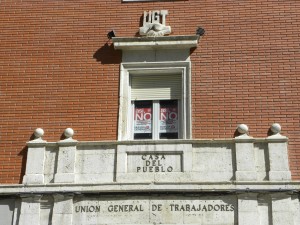 UGT
NO NO
CASA
DEL
PUEBLO
UNION GENERAL DE TRABAJADORES